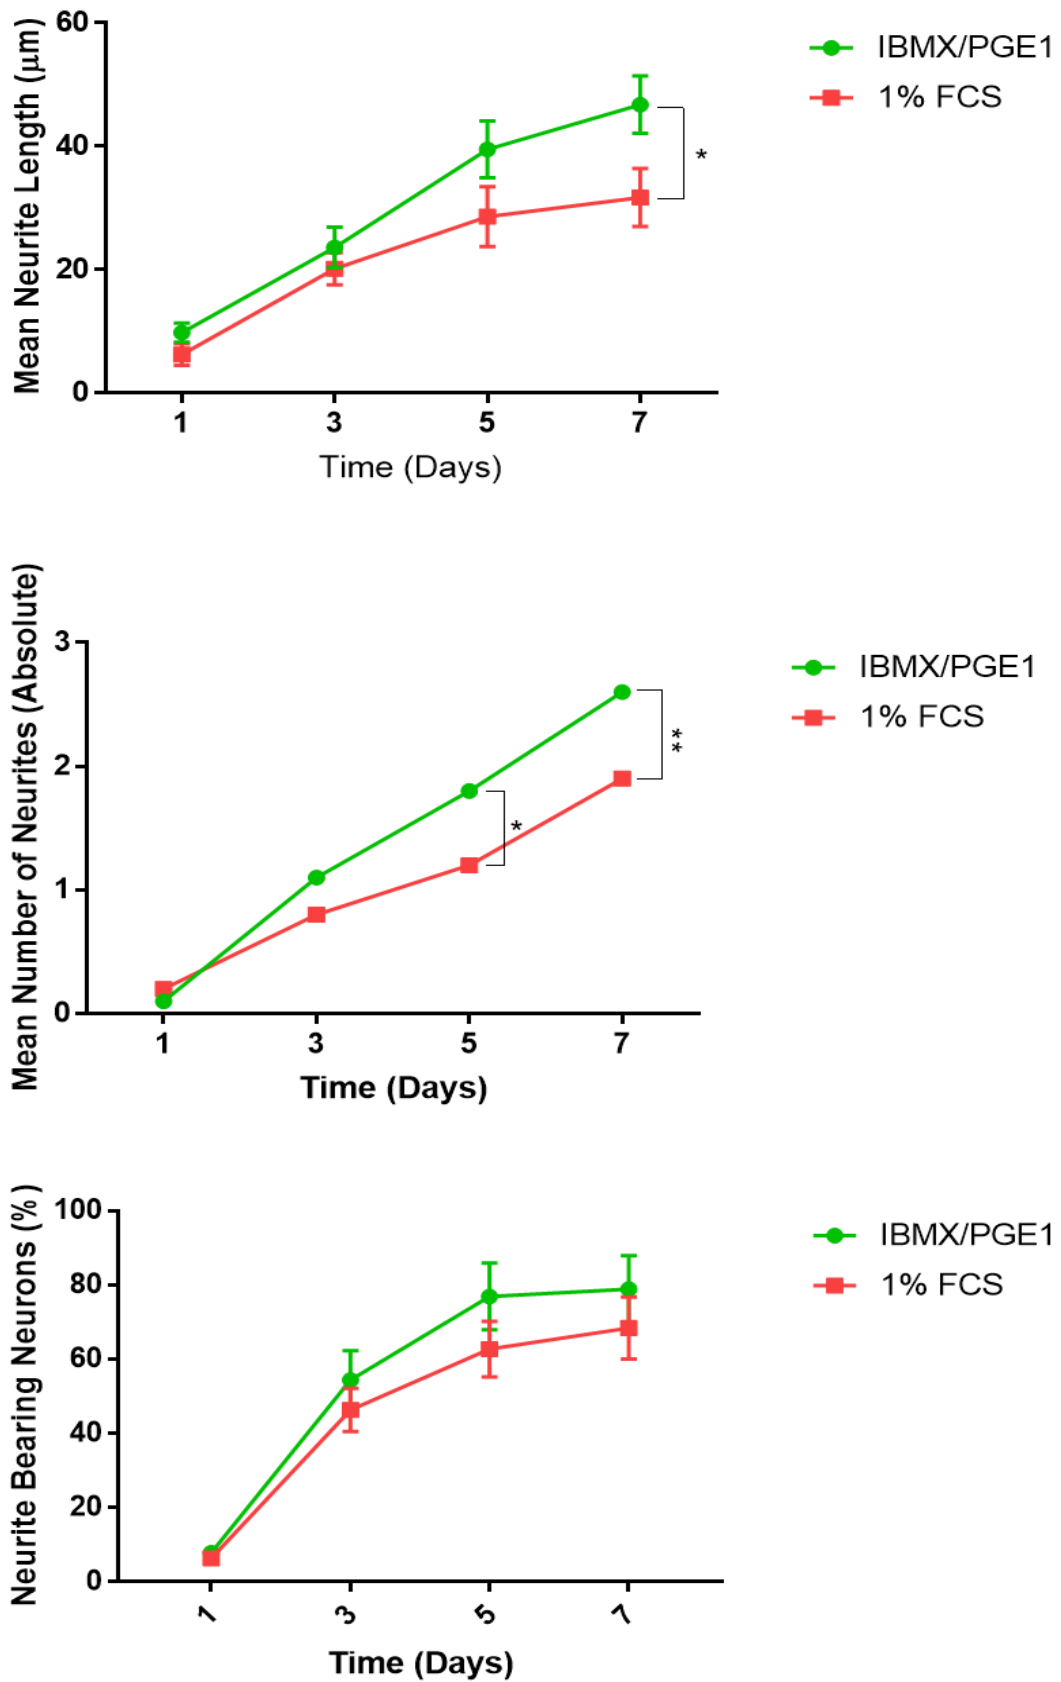 Mean Neurite Length (µm)
60
40
20
0
1 3 5 7
Time (Days)
IBMX/PGE1
1% FCS
*
Mean Number of Neurites (Absolute)
3
2
1
0
1 3 5 7
Time (Days)
IBMX/PGE1
1% FCS
*
**
Neurite Bearing Neurons (%)
100
80
60
40
20
0
1 3 5 7
Time (Days)
IBMX/PGE1
1% FCS